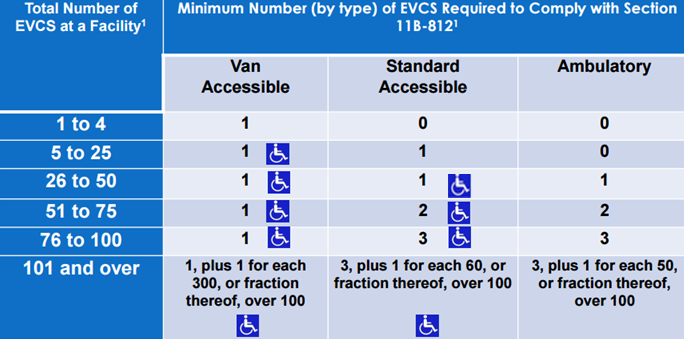 Total Number of EVCS at a Facility¹
Minimum Number (by type) of EVCS Required to Comply with Section 11B-812¹
Van Accessible
Standard Accessible
Ambulatory
1 to 4
1
0
0
5 to 25
1
1
0
26 to 50
1
1
1
51 to 75
1
2
2
76 to 100
1
3
3
101 and over
1, plus 1 for each 300, or fraction thereof, over 100
3, plus 1 for each 60, or fraction thereof, over 100
3, plus 1 for each 50, or fraction thereof, over 100